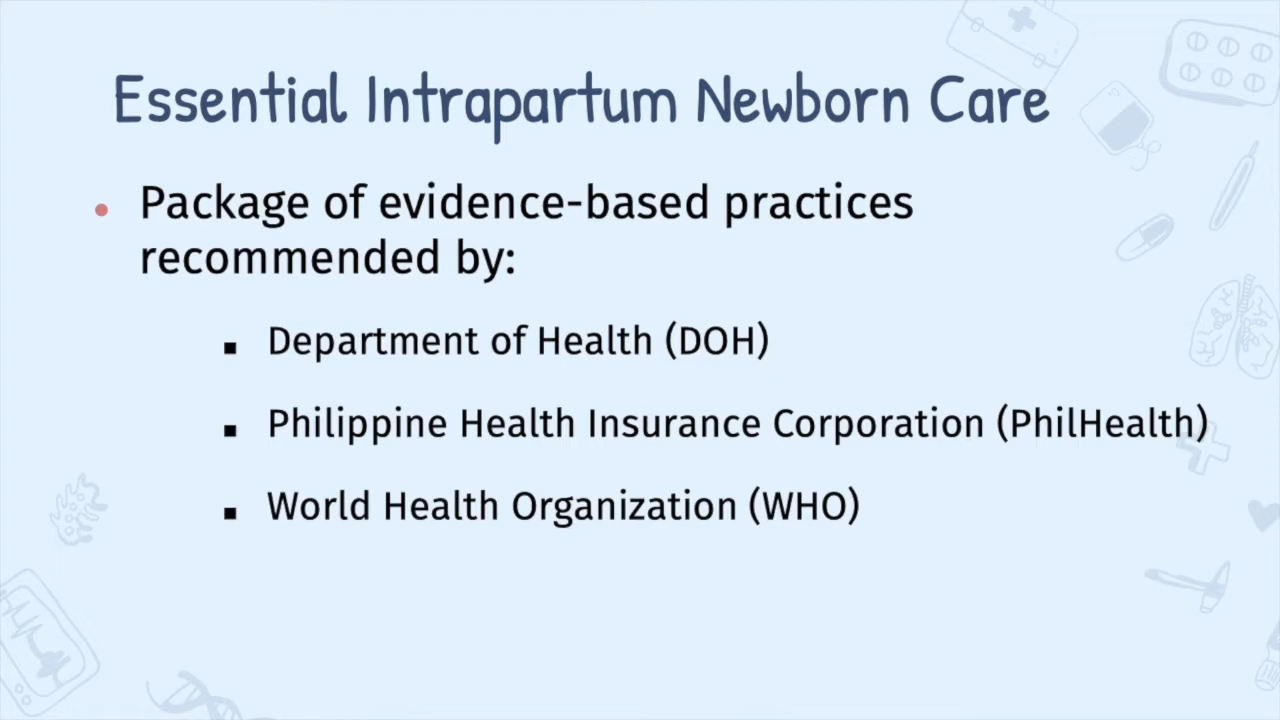 Essential Intrapartum Newborn Care
• Package of evidence-based practices
recommended by:
▪ Department of Health (DOH)
▪ Philippine Health Insurance Corporation (PhilHealth)
▪ World Health Organization (WHO)